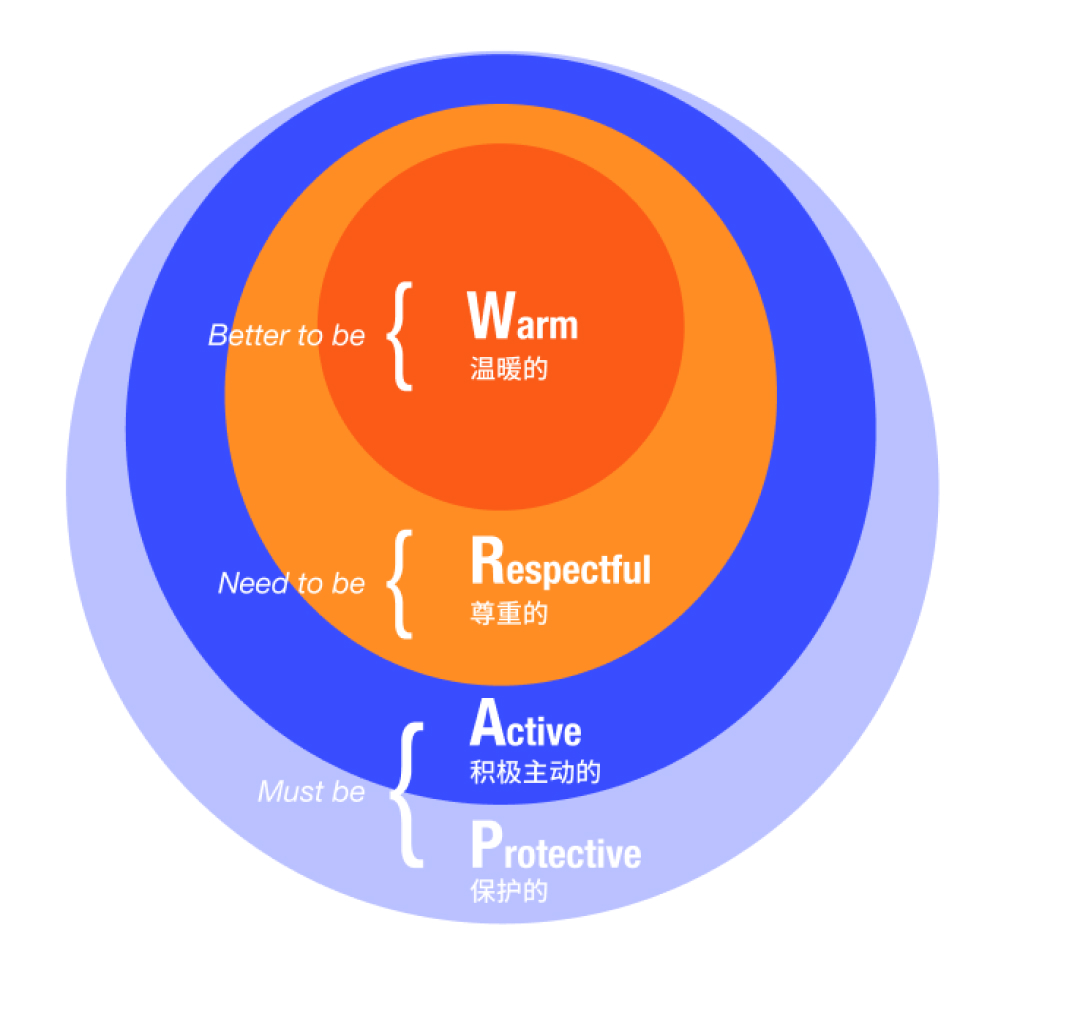 Better to be { Warm
温暖的
Need to be { Respectful
尊重的
Active
积极主动的
Must be {
Protective
保护的